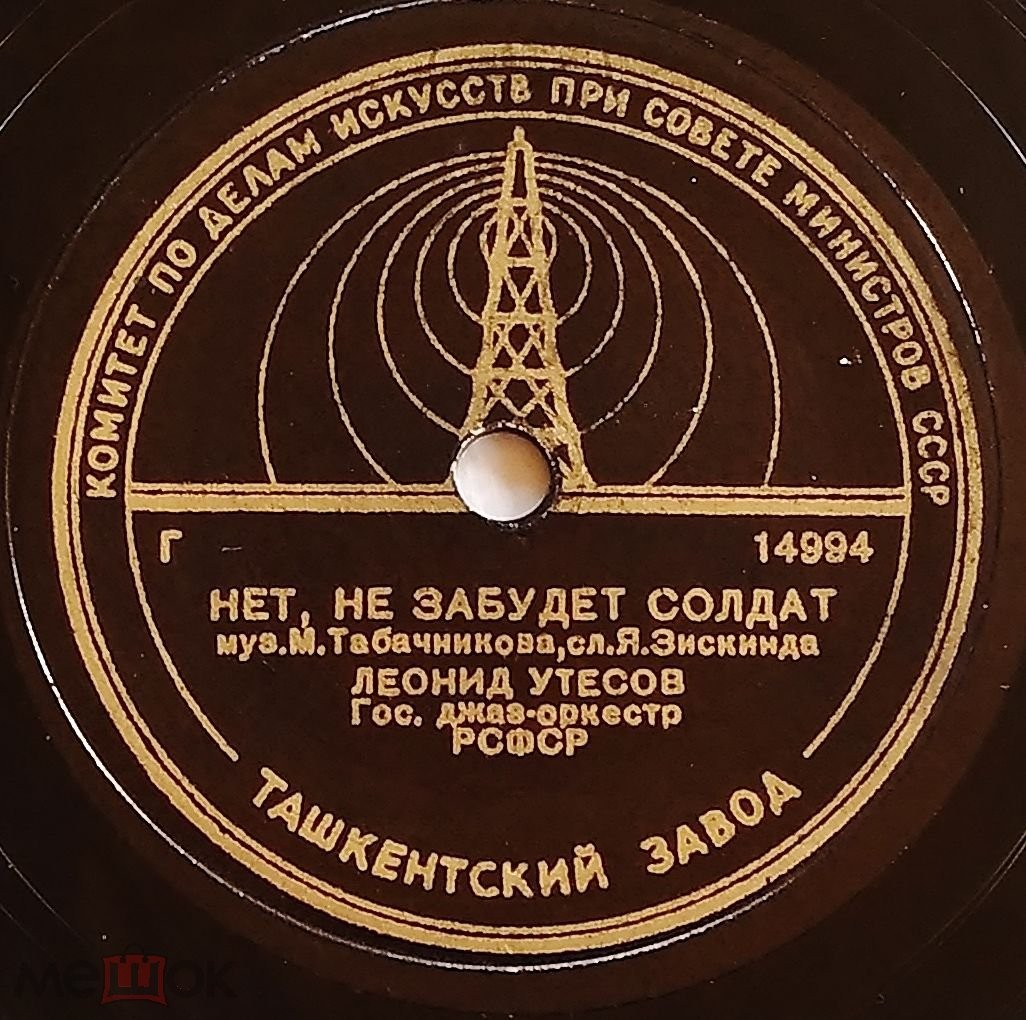 КОМИТЕТ ПО ДЕЛАМ ИСКУССТВ ПРИ СОВЕТЕ МИНИСТРОВ СССР
Г 14994
НЕТ, НЕ ЗАБУДЕТ СОЛДАТ
муз.М.Табачникова,сл.Я.Зискинда
ЛЕОНИД УТЕСОВ
Гос. джаз-оркестр
РСФСР
ТАШКЕНТСКИЙ ЗАВОД
мешок